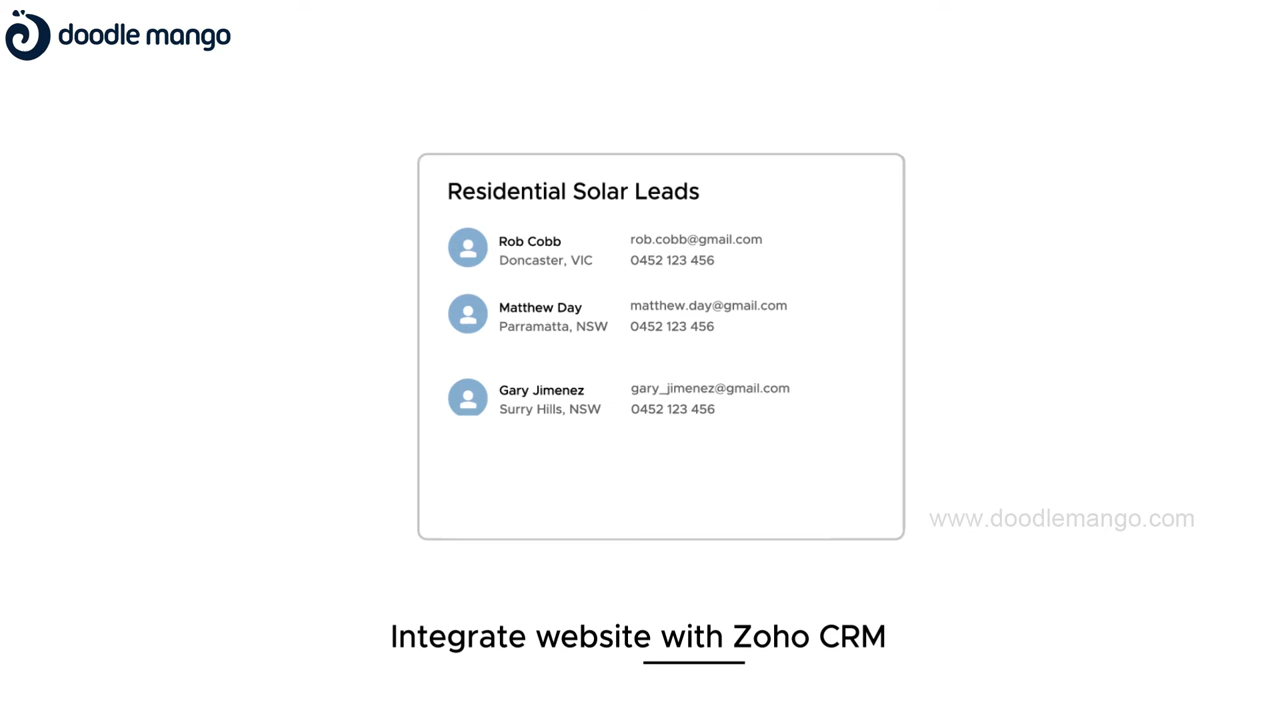 doodle mango
Residential Solar Leads
Rob Cobb
Doncaster, VIC
rob.cobb@gmail.com
0452 123 456
Matthew Day
Parramatta, NSW
matthew.day@gmail.com
0452 123 456
Gary Jimenez
Surry Hills, NSW
gary_jimenez@gmail.com
0452 123 456
www.doodlemango.com
Integrate website with Zoho CRM